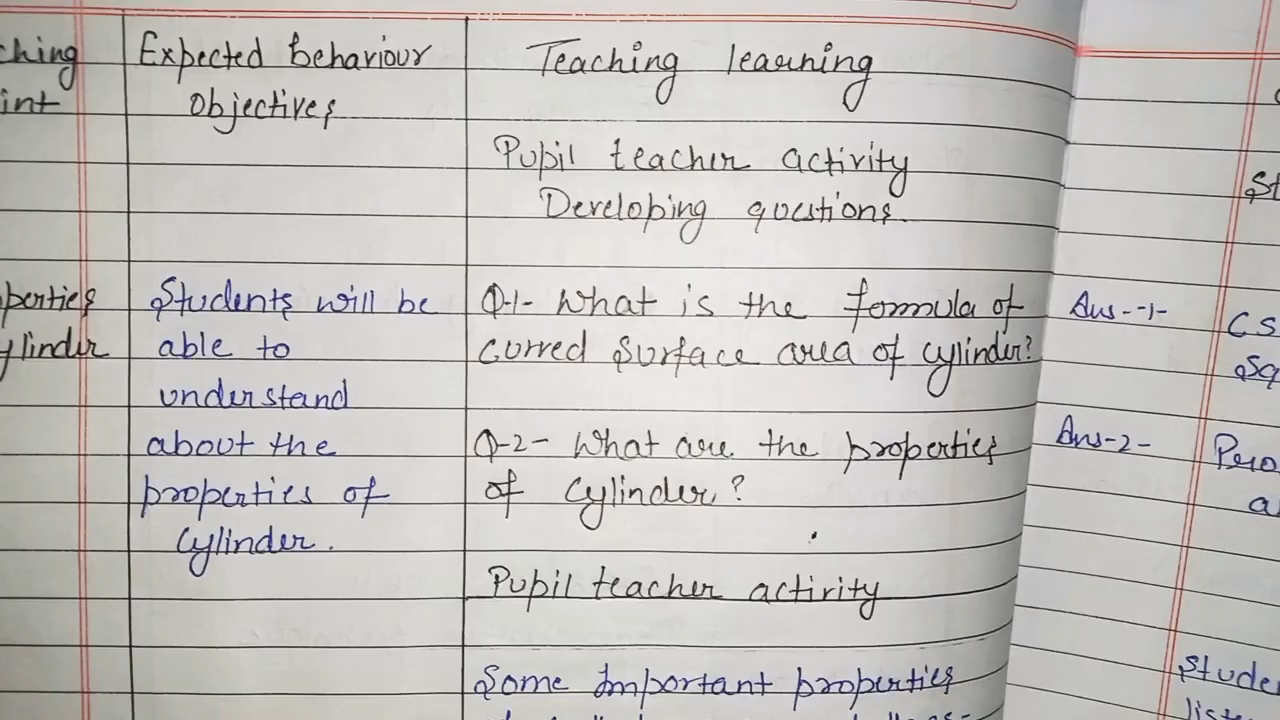 Expected behaviour
Objectives
Teaching learning
Pupil teacher activity
Developing questions.
Students will be
able to
understand
about the
properties of
Cylinder.
Q-1- What is the formula of
curved surface area of cylinder?
Q-2- What are the properties
of cylinder?
Pupil teacher activity
Some Important properties
Ans--1-
Ans-2-